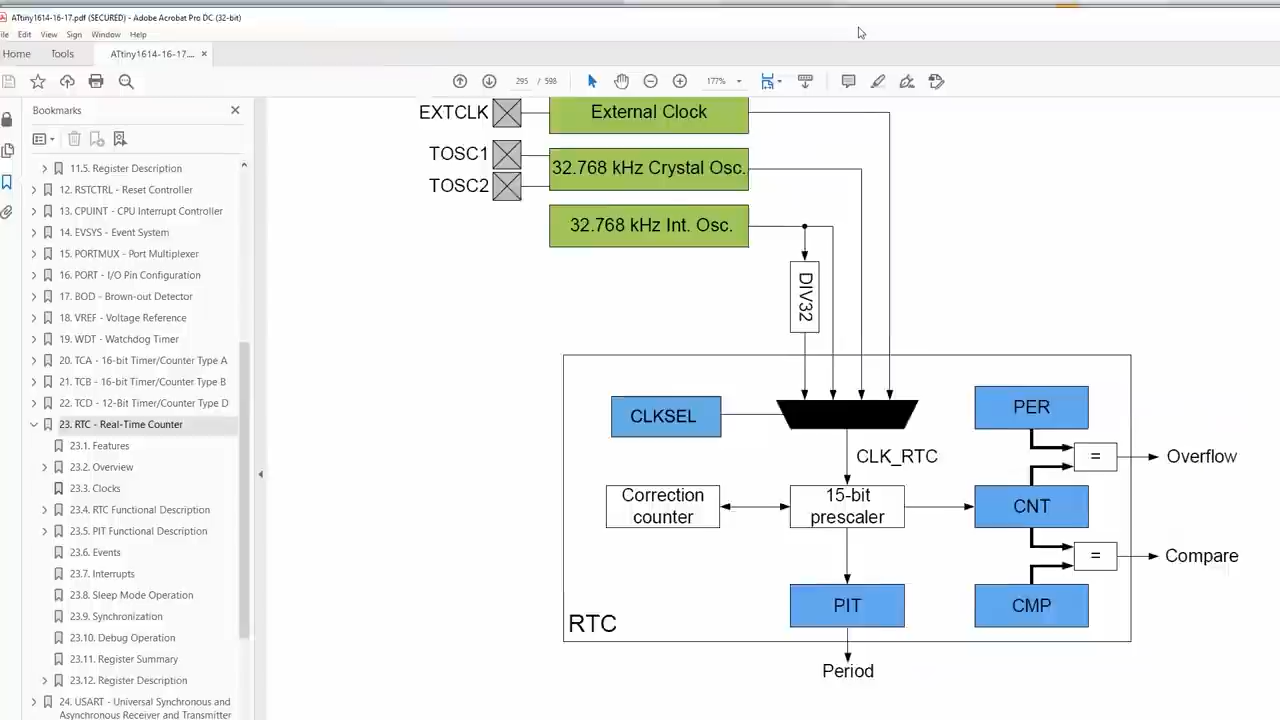 ATtiny1614-16-17.pdf (SECURED) - Adobe Acrobat Pro DC (32-bit)
ile Edit View Sign Window Help
Home Tools ATtiny1614-16-17.... ×
295 / 598 177%
Bookmarks
11.5. Register Description
12. RSTCTRL - Reset Controller
13. CPUINT - CPU Interrupt Controller
14. EVSYS - Event System
15. PORTMUX - Port Multiplexer
16. PORT - I/O Pin Configuration
17. BOD - Brown-out Detector
18. VREF - Voltage Reference
19. WDT - Watchdog Timer
20. TCA - 16-bit Timer/Counter Type A
21. TCB - 16-bit Timer/Counter Type B
22. TCD - 12-Bit Timer/Counter Type D
23. RTC - Real-Time Counter
23.1. Features
23.2. Overview
23.3. Clocks
23.4. RTC Functional Description
23.5. PIT Functional Description
23.6. Events
23.7. Interrupts
23.8. Sleep Mode Operation
23.9. Synchronization
23.10. Debug Operation
23.11. Register Summary
23.12. Register Description
24. USART - Universal Synchronous and
Asynchronous Receiver and Transmitter
EXTCLK
External Clock
TOSC1
TOSC2
32.768 kHz Crystal Osc.
32.768 kHz Int. Osc.
DIV32
CLKSEL
CLK_RTC
PER
=
Overflow
Correction
counter
15-bit
prescaler
CNT
=
Compare
PIT
CMP
RTC
Period